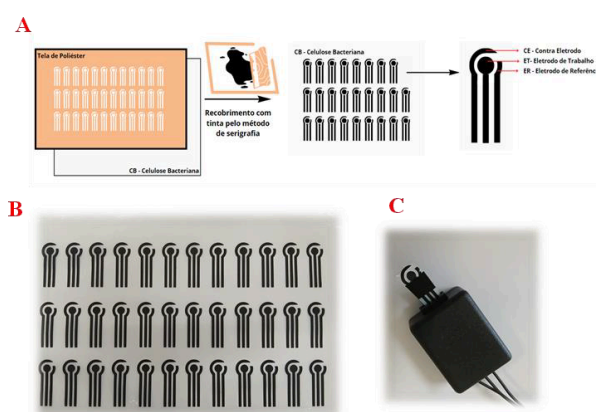 A
Tela de Poliéster
CB - Celulose Bacteriana
Recobrimento com
tinta pelo método
de serigrafia
CB - Celulose Bacteriana
CE - Contra Eletrodo
ET- Eletrodo de Trabalho
ER - Eletrodo de Referênc
B
C